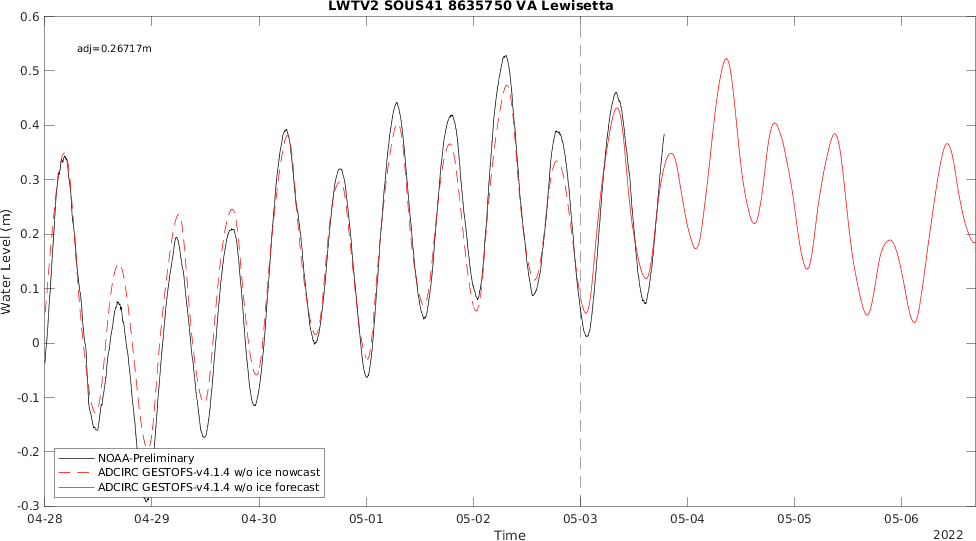 LWTV2 SOUS41 8635750 VA Lewisetta
adj=0.26717m
0.6
0.5
0.4
0.3
0.2
0.1
0
-0.1
-0.2
-0.3
Water Level (m)
NOAA-Preliminary
ADCIRC GESTOFS-v4.1.4 w/o ice nowcast
ADCIRC GESTOFS-v4.1.4 w/o ice forecast
04-28 04-29 04-30 05-01 05-02 05-03 05-04 05-05 05-06
Time
2022